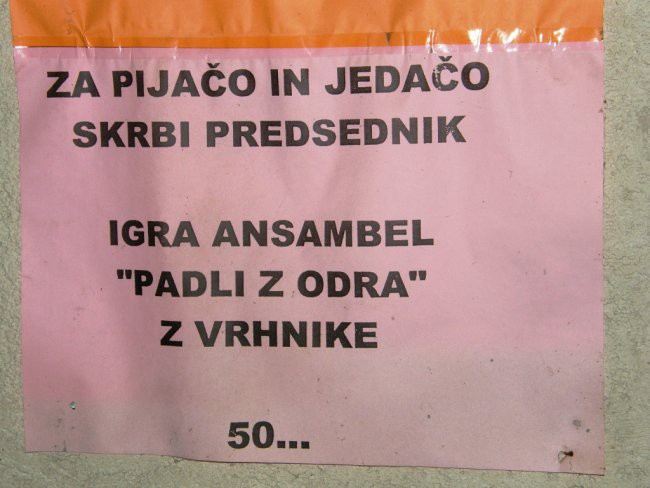 ZA PIJAČO IN JEDAČO
SKRBI PREDSEDNIK
IGRA ANSAMBEL
"PADLI Z ODRA"
Z VRHNIKE
50...